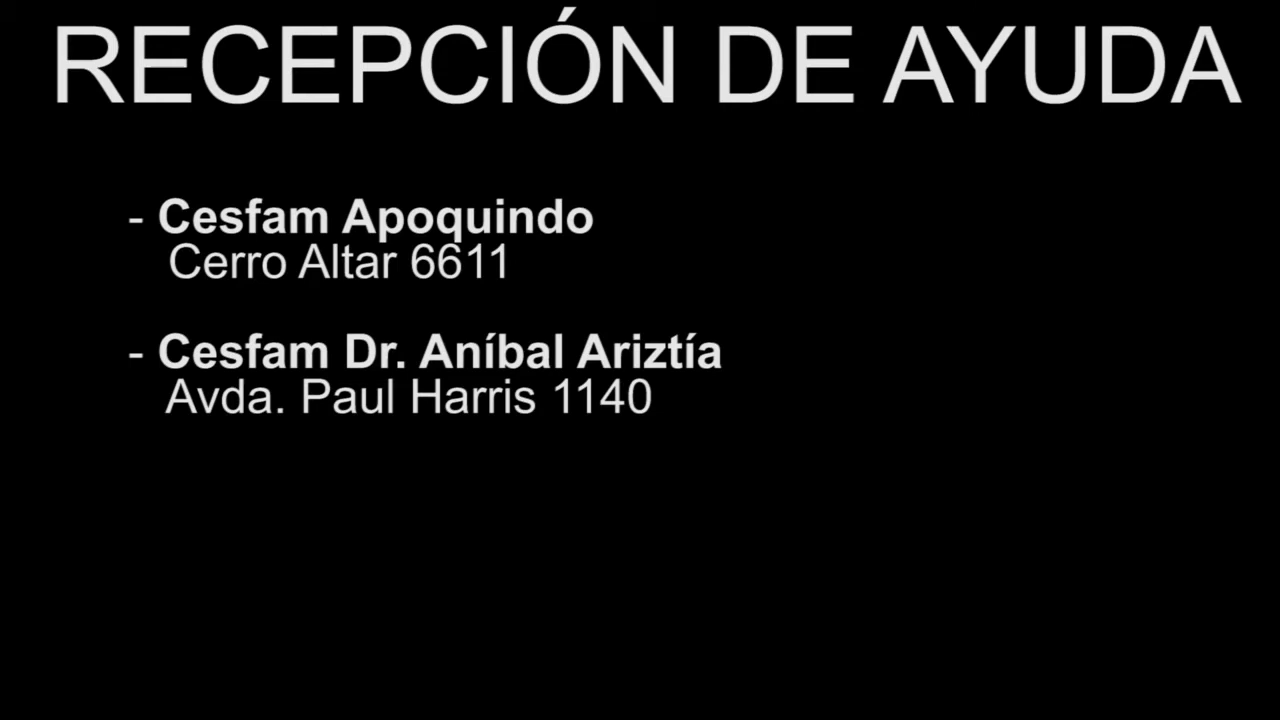 RECEPCIÓN DE AYUDA
- Cesfam Apoquindo
Cerro Altar 6611
- Cesfam Dr. Aníbal Ariztía
Avda. Paul Harris 1140